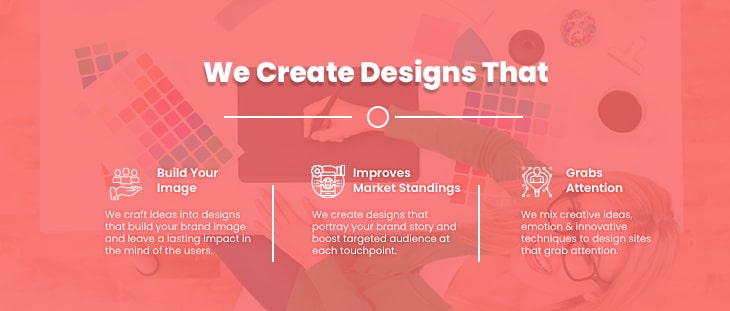 We Create Designs That
Build Your
Image
We craft ideas into designs
that build your brand image
and leave a lasting impact in
the mind of the users.
Improves
Market Standings
We create designs that
portray your brand story and
boost targeted audience at
each touchpoint.
Grabs
Attention
We mix creative ideas,
emotion & innovative
techniques to design sites
that grab attention.